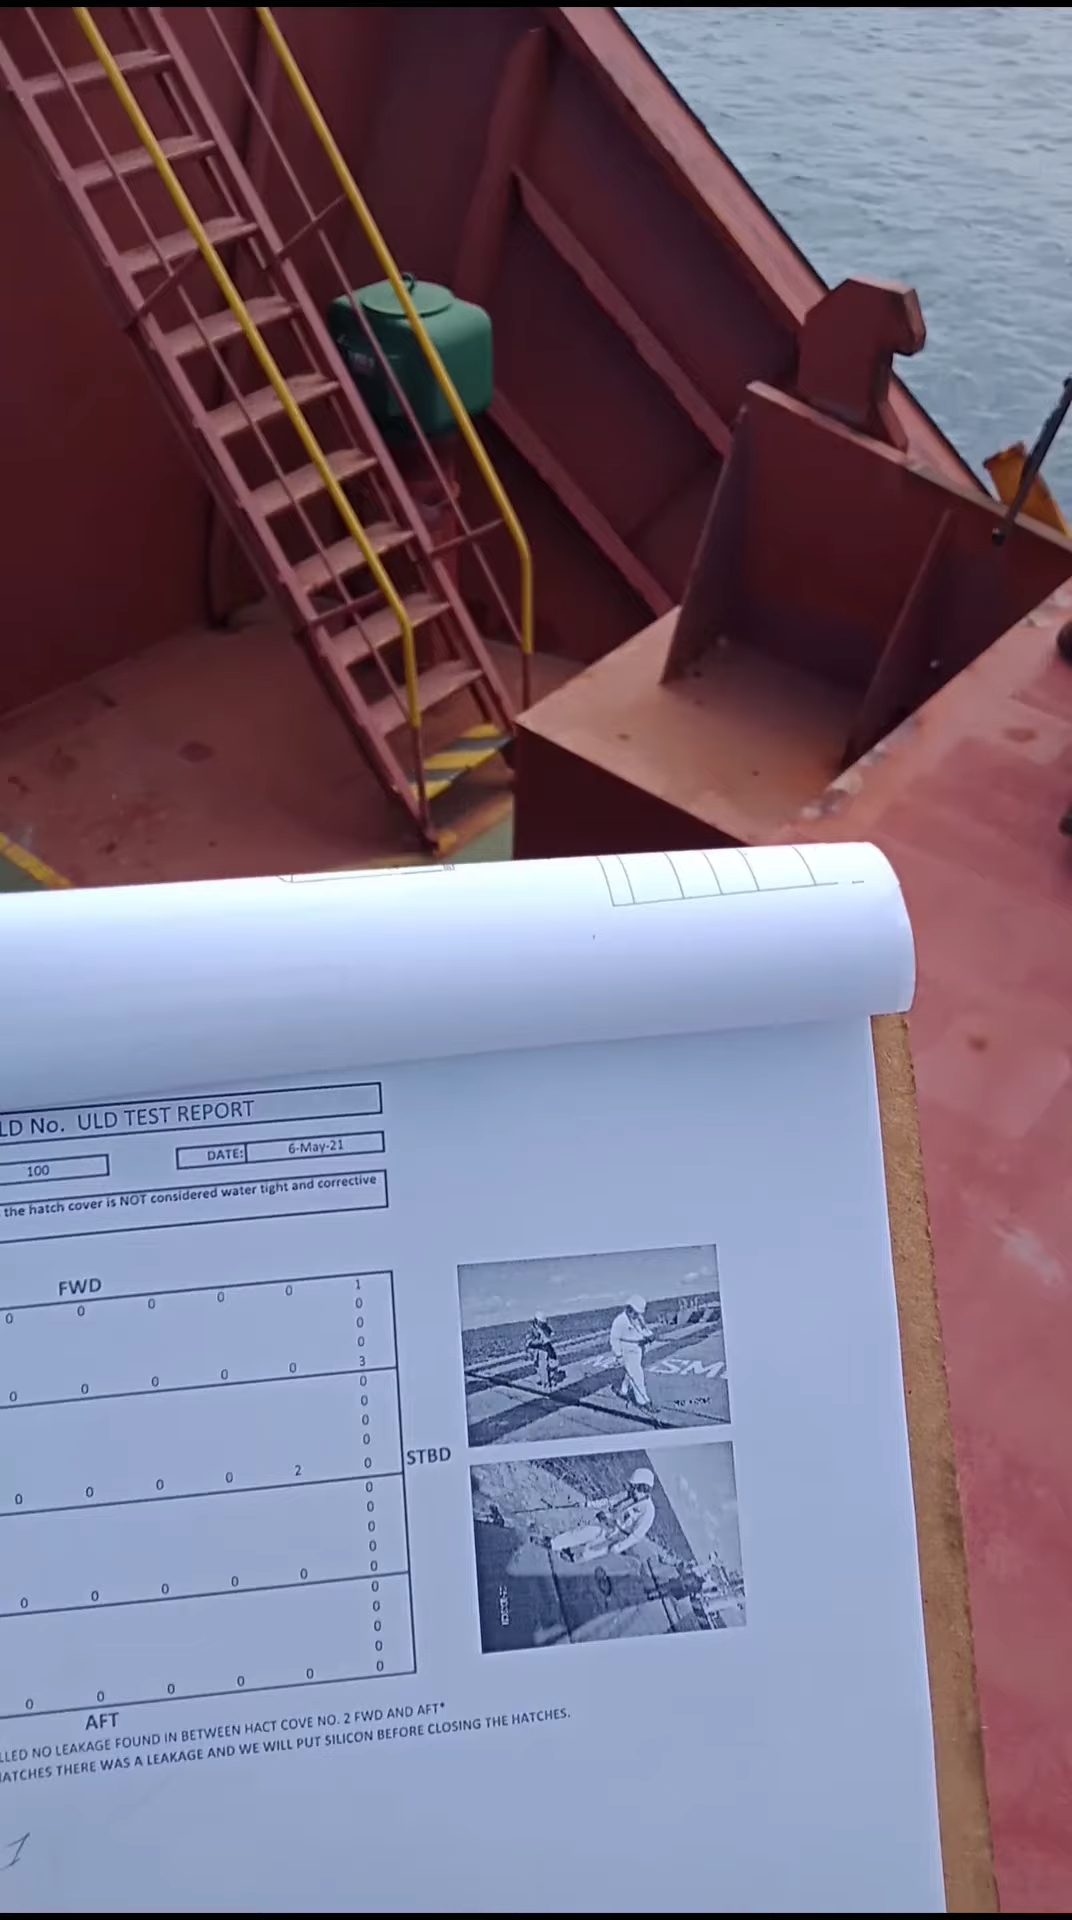 LD No. ULD TEST REPORT
100 DATE: 6-May-21
the hatch cover is NOT considered water tight and corrective
FWD
0 0 0 0 0 1
0
0
0
0 0 0 0 0 3
0
0
0
0
STBD
0 0 0 0 2 0
0
0
0
0
0 0 0 0 0 0
0
0
0
0
0 0 0 0 0 0
AFT
LLED NO LEAKAGE FOUND IN BETWEEN HACT COVE NO. 2 FWD AND AFT*
HATCHES THERE WAS A LEAKAGE AND WE WILL PUT SILICON BEFORE CLOSING THE HATCHES.
SM
1